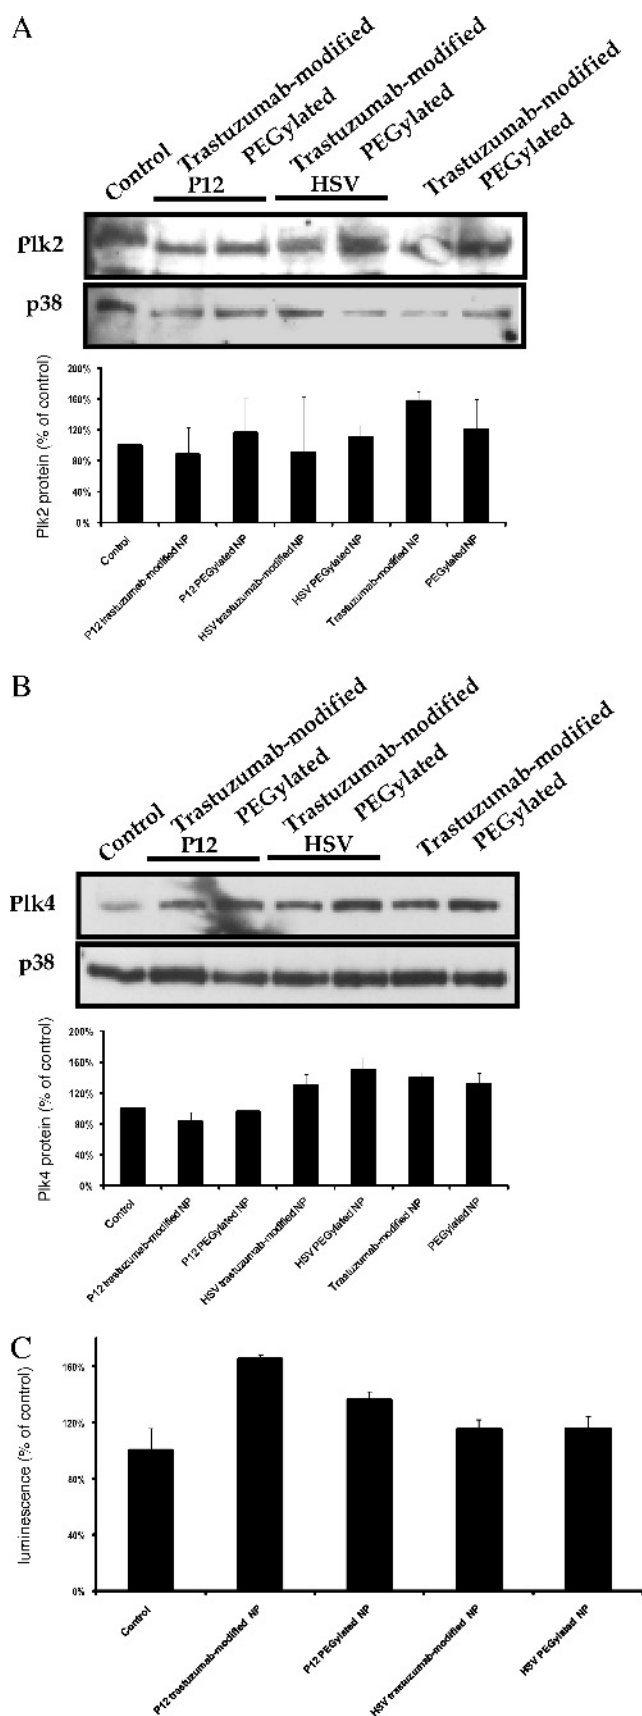 A
Control
Trastuzumab-modified
PEGylated
Trastuzumab-modified
PEGylated
Trastuzumab-modified
PEGylated
P12
HSV
Plk2
p38
Plk2 protein (% of control)
200%
160%
120%
80%
40%
0%
Control
P12 trastuzumab-modified NP
P12 PEGylated NP
HSV trastuzumab-modified NP
HSV PEGylated NP
Trastuzumab-modified NP
PEGylated NP
B
Control
Trastuzumab-modified
PEGylated
Trastuzumab-modified
PEGylated
Trastuzumab-modified
PEGylated
P12
HSV
Plk4
p38
Plk4 protein (% of control)
200%
160%
120%
80%
40%
0%
Control
P12 trastuzumab-modified NP
P12 PEGylated NP
HSV trastuzumab-modified NP
HSV PEGylated NP
Trastuzumab-modified NP
PEGylated NP
C
luminescence (% of control)
160%
120%
80%
40%
0%
Control
P12 trastuzumab-modified NP
P12 PEGylated NP
HSV trastuzumab-modified NP
HSV PEGylated NP